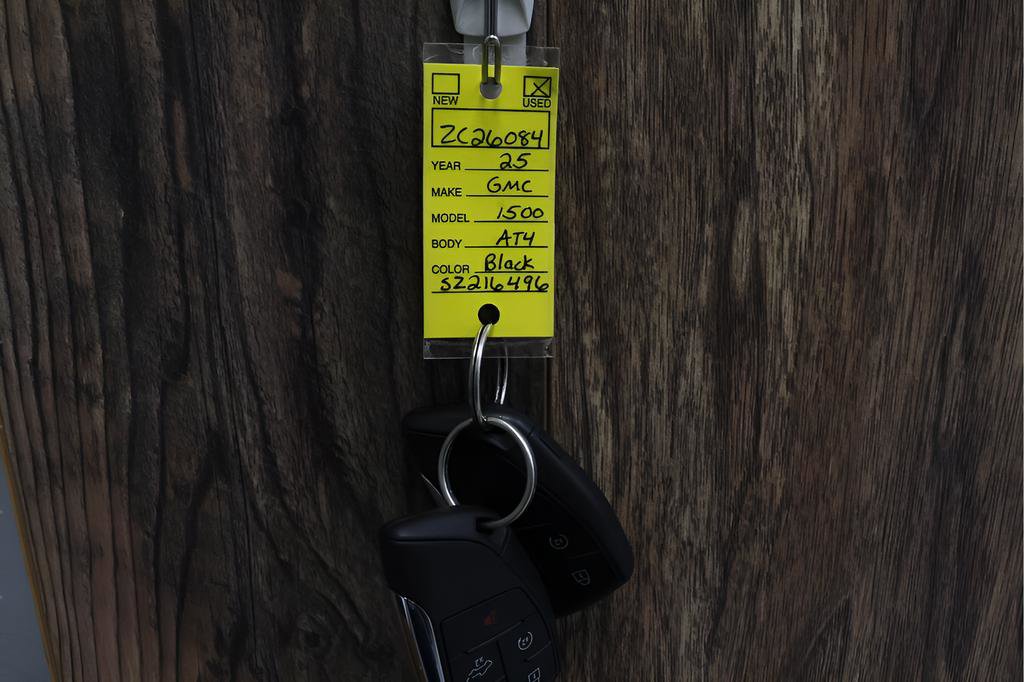 NEW USED
ZC26084
YEAR 25
MAKE GMC
MODEL 1500
BODY AT4
COLOR Black
SZ216496